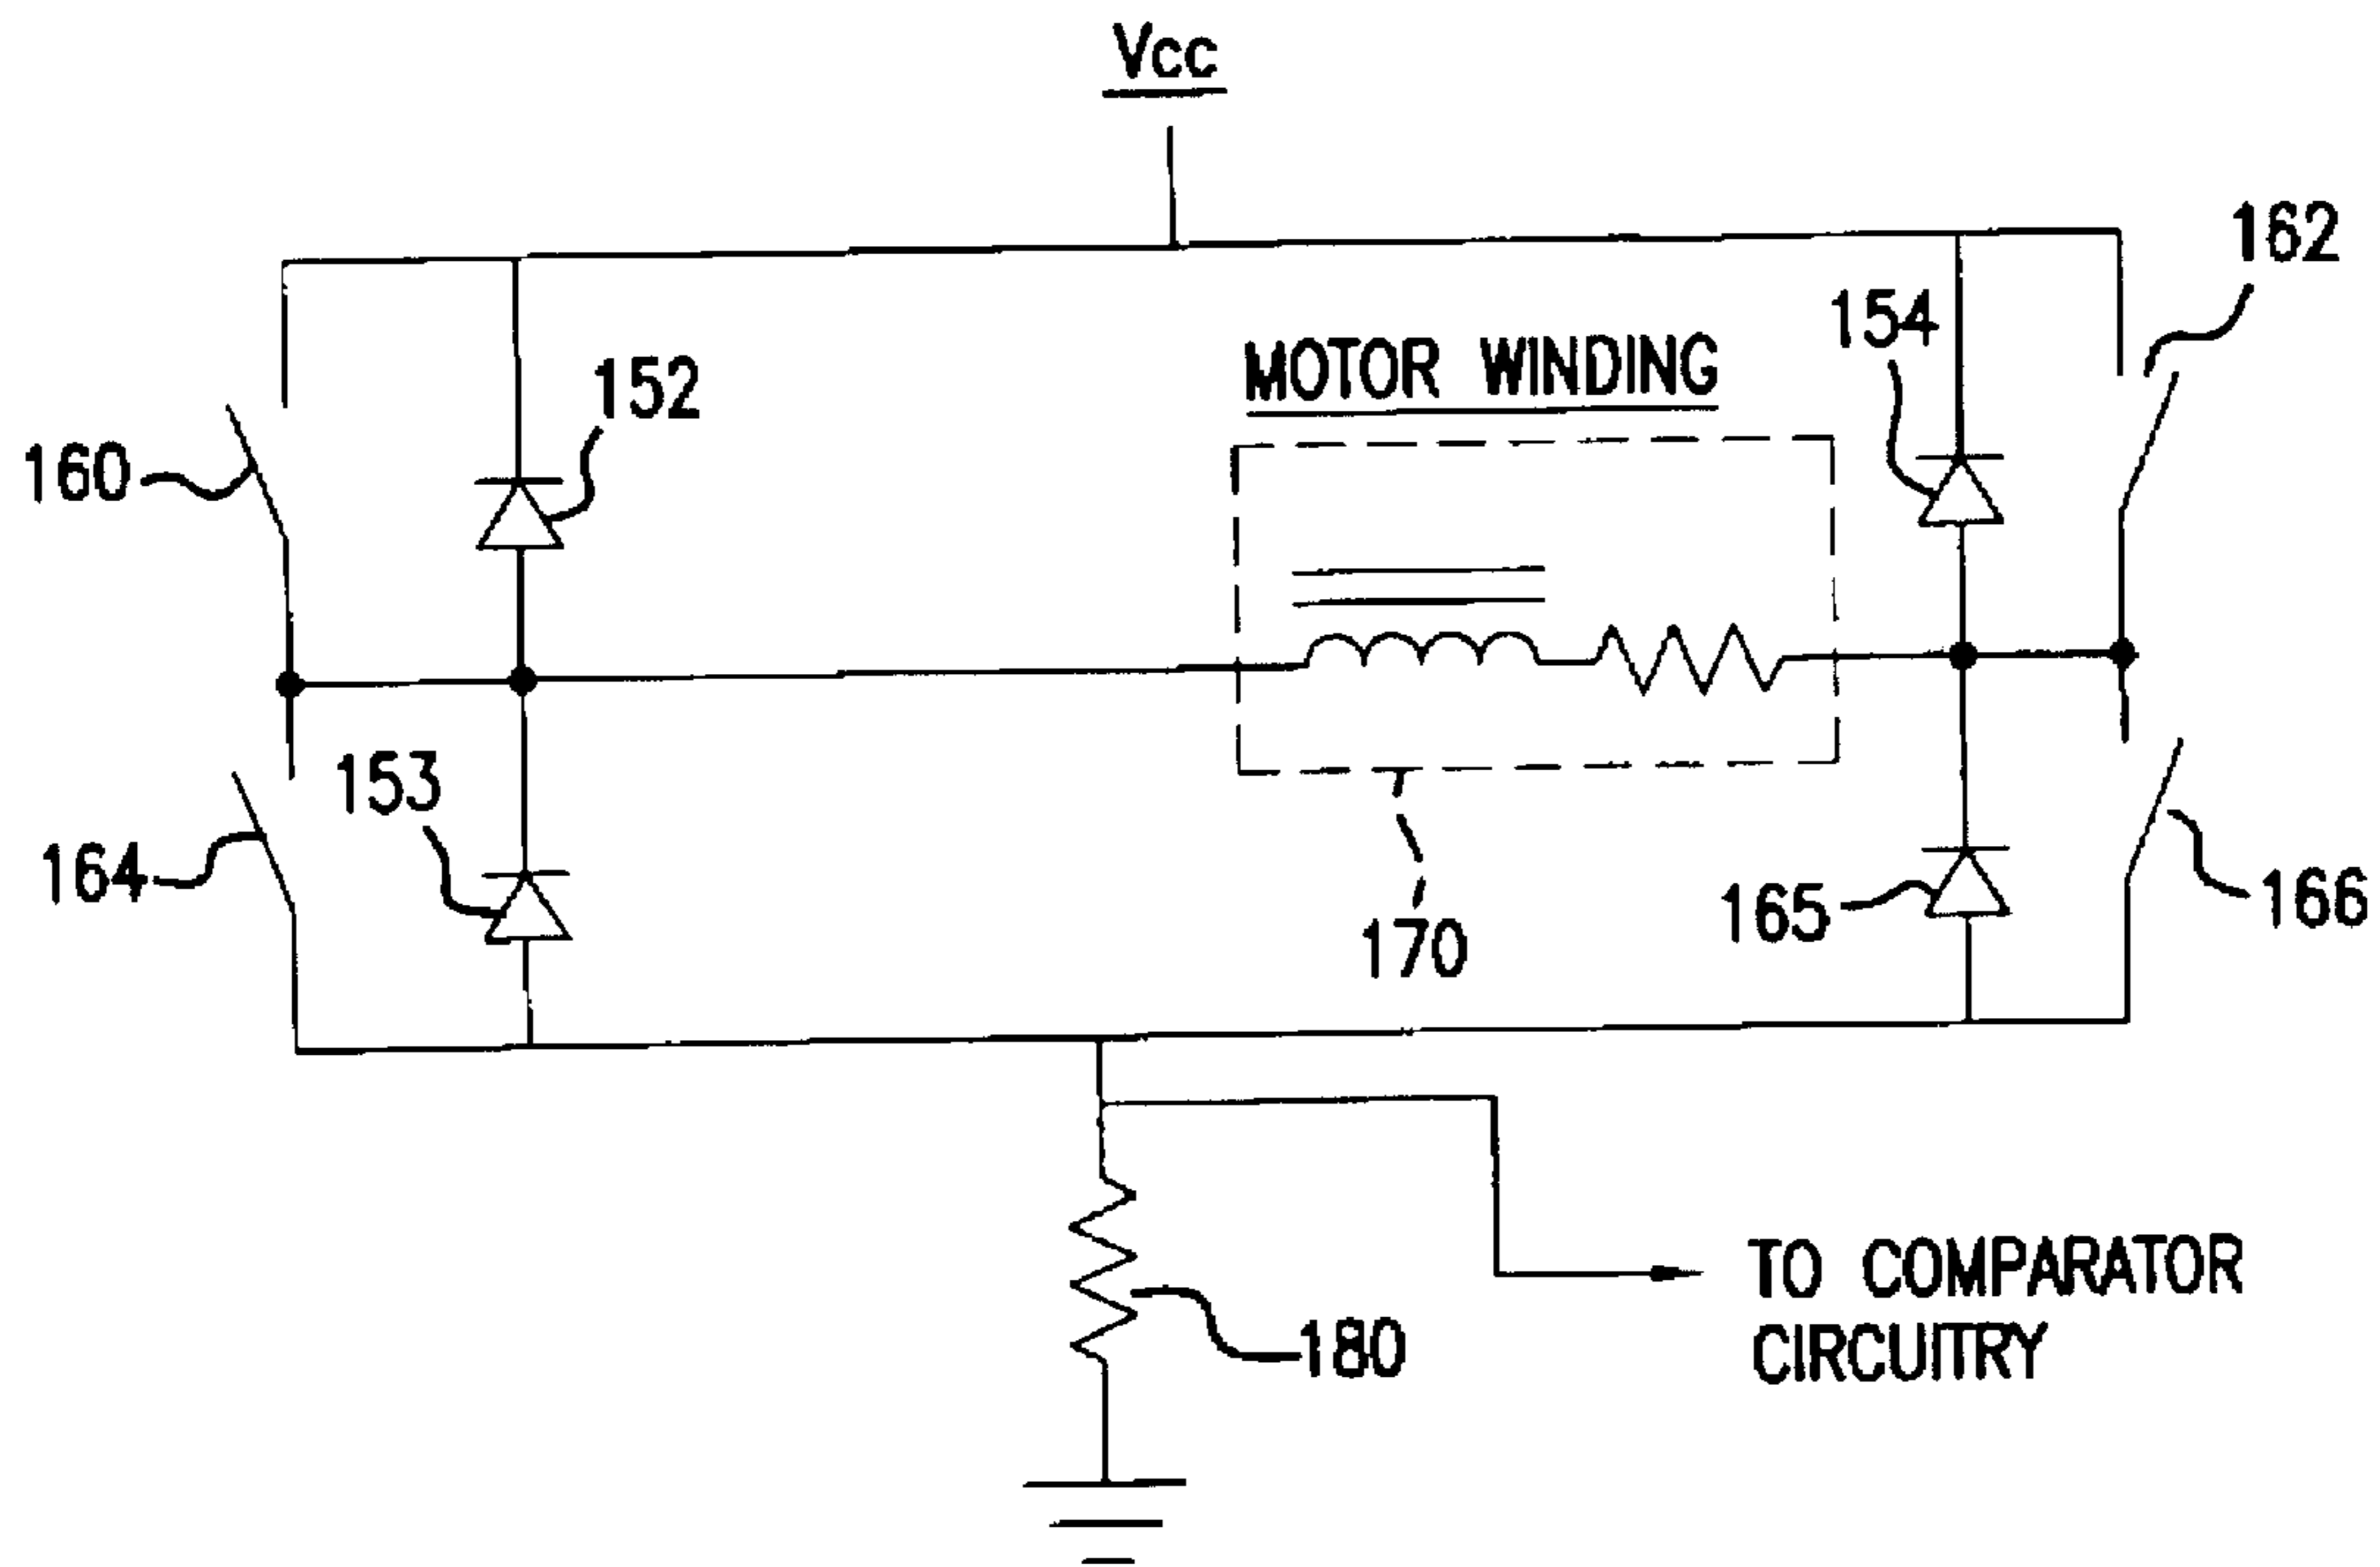 Vcc
162
154
MOTOR WINDING
152
160
153
164
165
166
170
TO COMPARATOR
CIRCUITRY
180